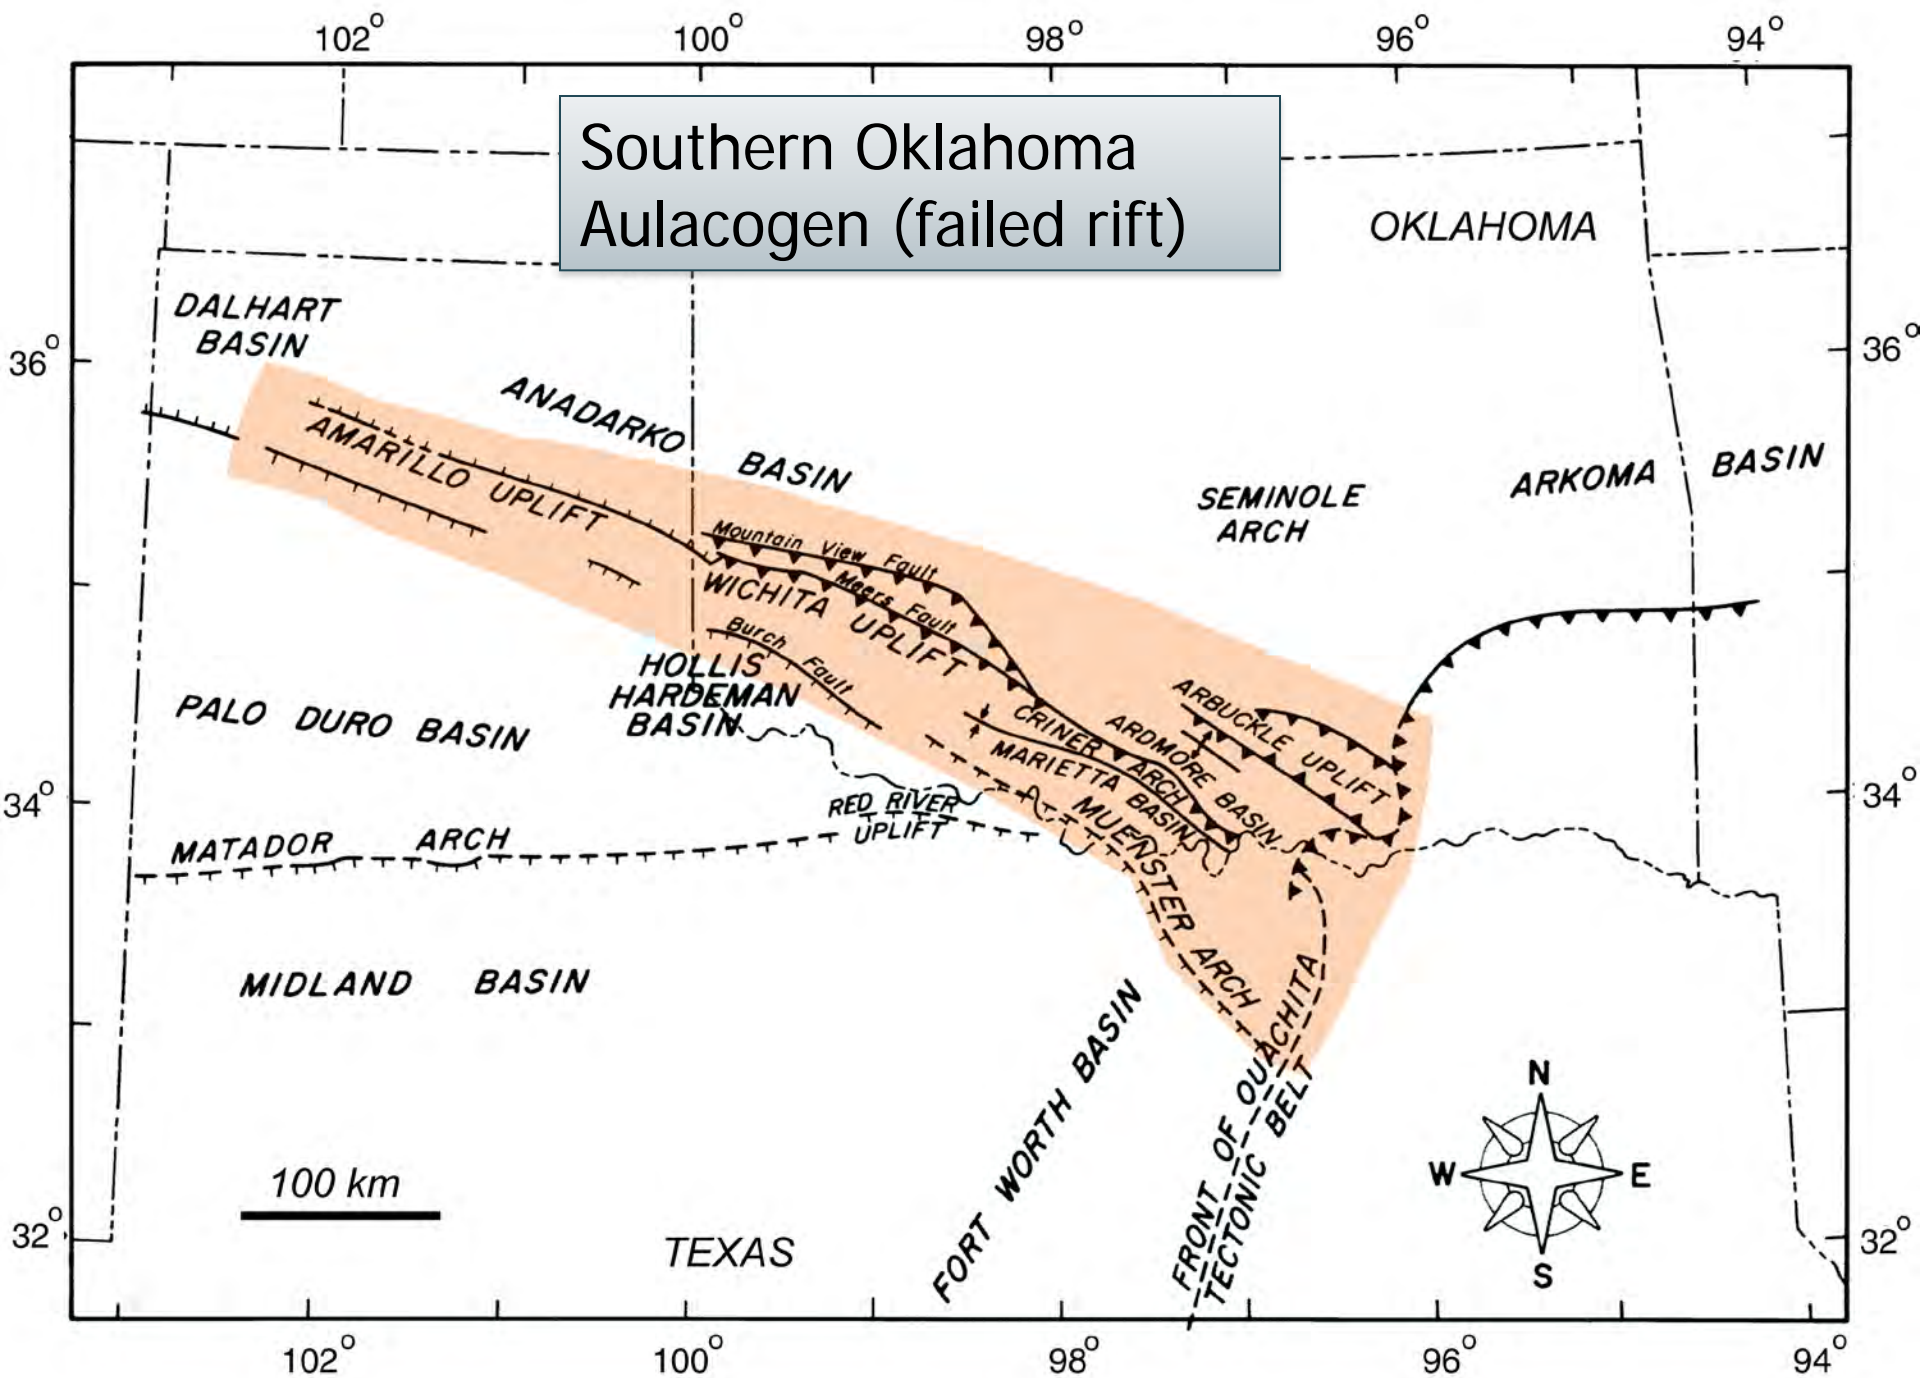 102° 100° 98° 96° 94°
Southern Oklahoma
Aulacogen (failed rift)
OKLAHOMA
DALHART
BASIN
36° 36°
ANADARKO BASIN
AMARILLO UPLIFT
SEMINOLE
ARCH
ARKOMA BASIN
Mountain View Fault
Meers Fault
WICHITA UPLIFT
Burch Fault
HOLLIS
HARDEMAN
BASIN
PALO DURO BASIN
ARBUCKLE UPLIFT
ARDMORE BASIN
CRINER ARCH
MARIETTA BASIN
34° 34°
RED RIVER
UPLIFT
MATADOR ARCH
MUENSTER ARCH
MIDLAND BASIN
FORT WORTH BASIN
FRONT OF OUACHITA
TECTONIC BELT
N
W E
S
100 km
32° 32°
TEXAS
102° 100° 98° 96° 94°